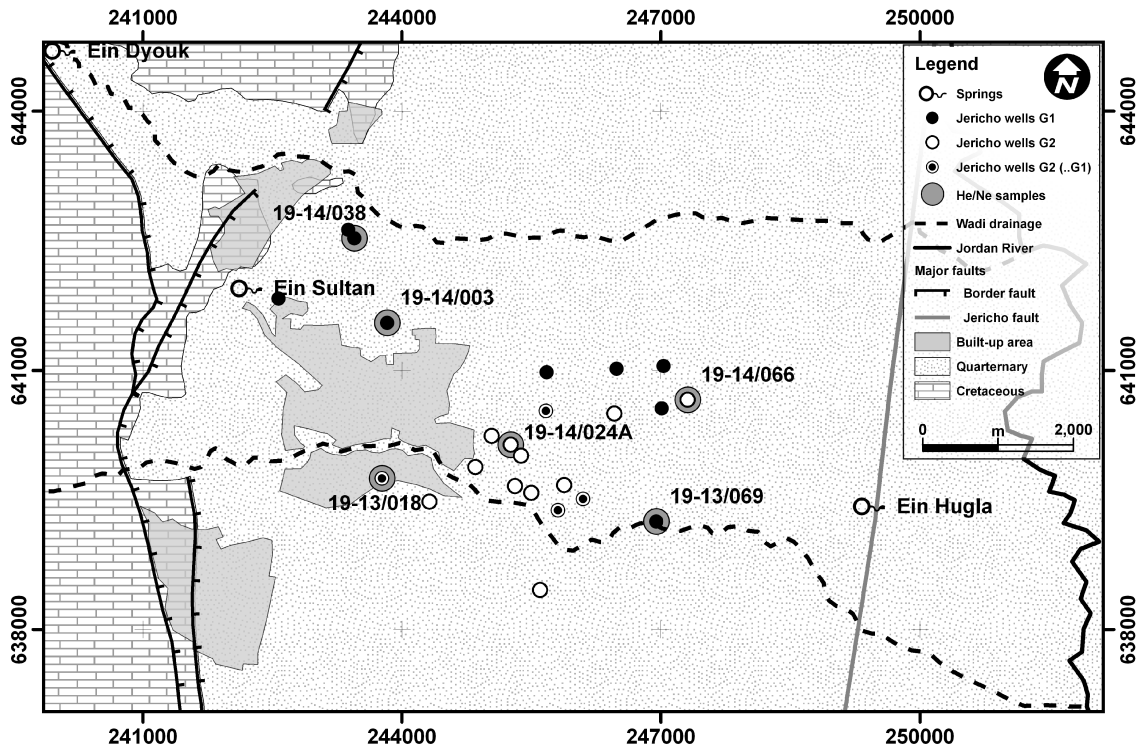 241000 244000 247000 250000
Ein Dyouk
644000
644000
Legend
N
Springs
Jericho wells G1
Jericho wells G2
Jericho wells G2 (..G1)
He/Ne samples
Wadi drainage
Jordan River
Major faults
Border fault
Jericho fault
Built-up area
Quarternary
Cretaceous
0 m 2,000
19-14/038
Ein Sultan
19-14/003
641000
641000
19-14/066
19-14/024A
19-13/018
19-13/069
Ein Hugla
638000
638000
241000 244000 247000 250000